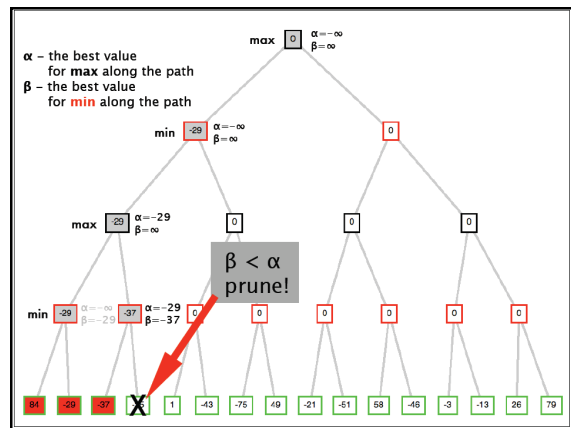 max 0 α=-∞
β=∞
α – the best value
for max along the path
β – the best value
for min along the path
min -29 α=-∞
β=∞
0
max -29 α=-29
β=∞
0 0 0
β < α
prune!
min -29 α=-∞
β=-29
-37 α=-29
β=-37
0 0 0 0 0 0
84 -29 -37 X 1 -43 -75 49 -21 -51 58 -46 -3 -13 26 79